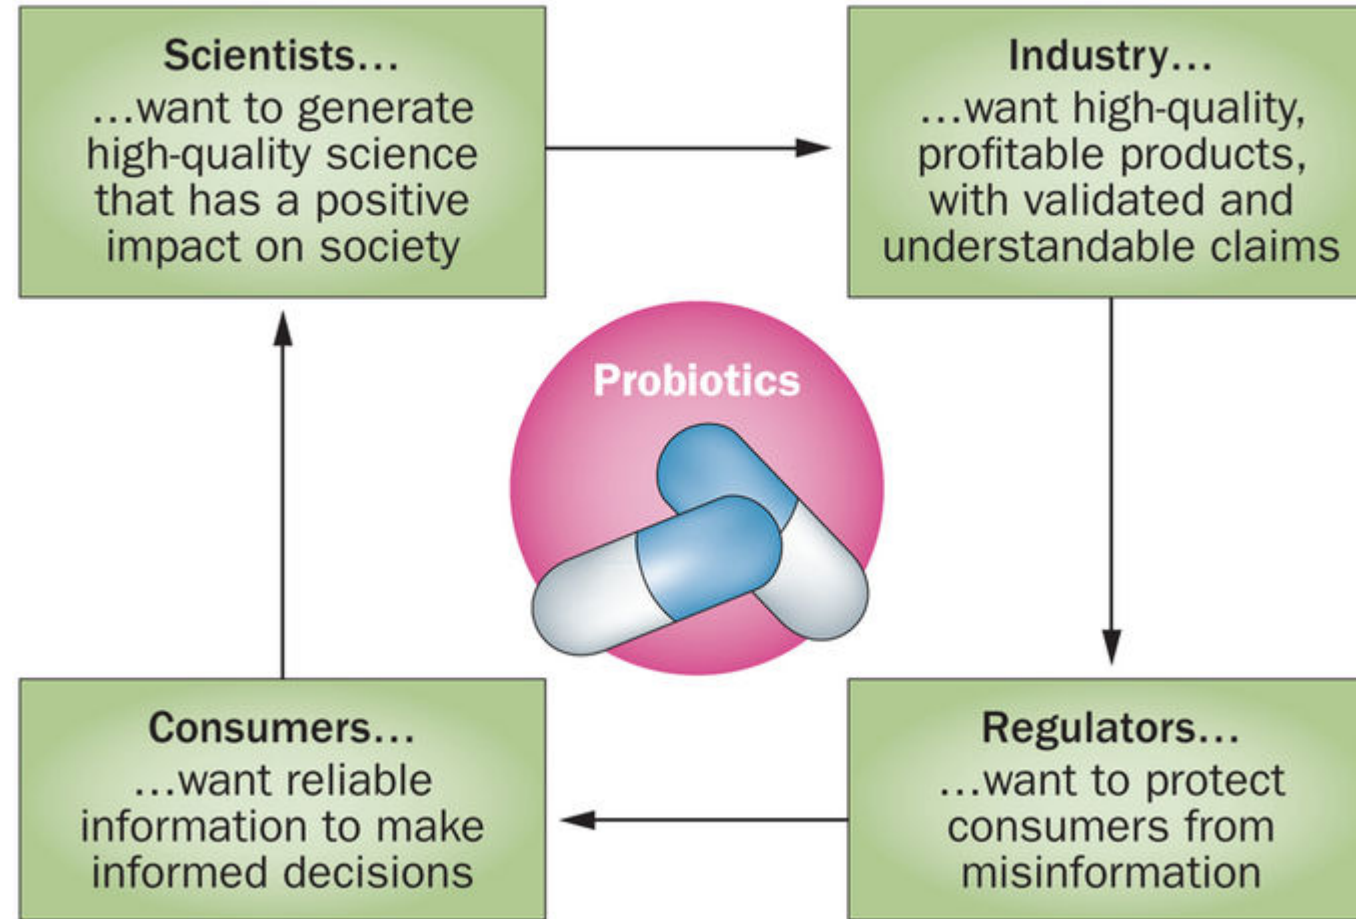 Scientists...
...want to generate
high-quality science
that has a positive
impact on society
Industry...
...want high-quality,
profitable products,
with validated and
understandable claims
Probiotics
Consumers...
...want reliable
information to make
informed decisions
Regulators...
...want to protect
consumers from
misinformation